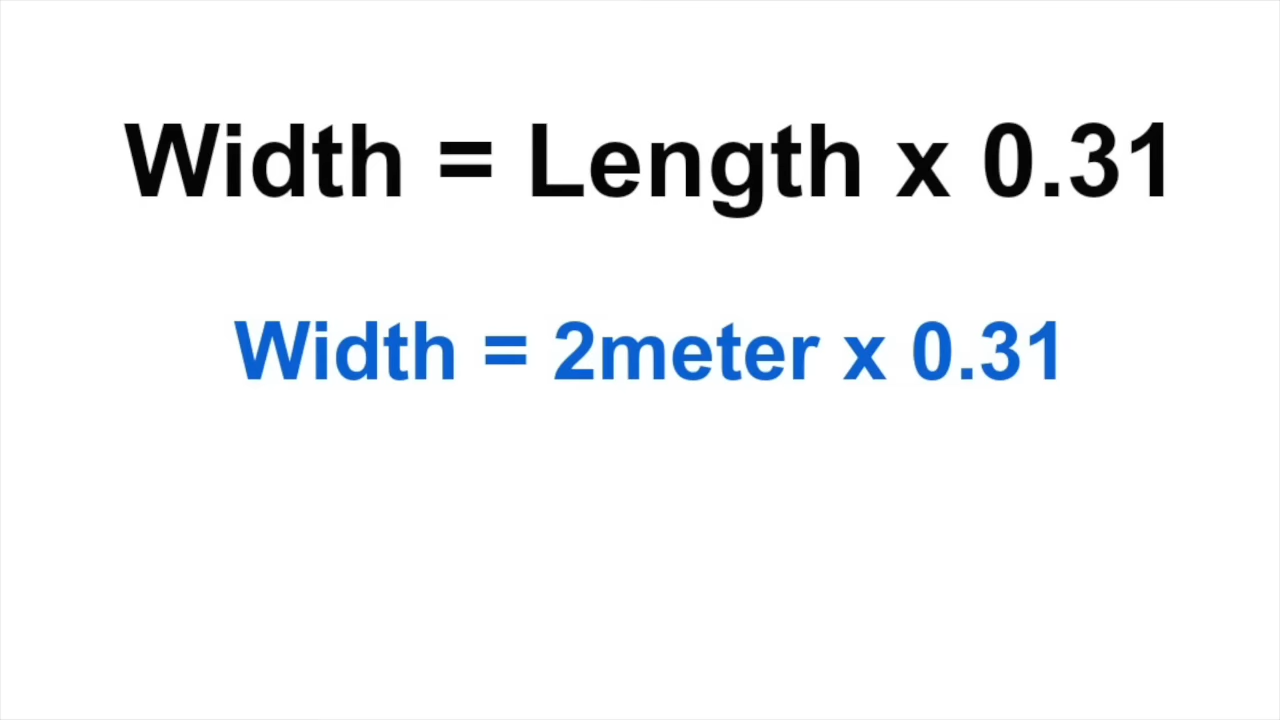 Width = Length x 0.31
Width = 2meter x 0.31